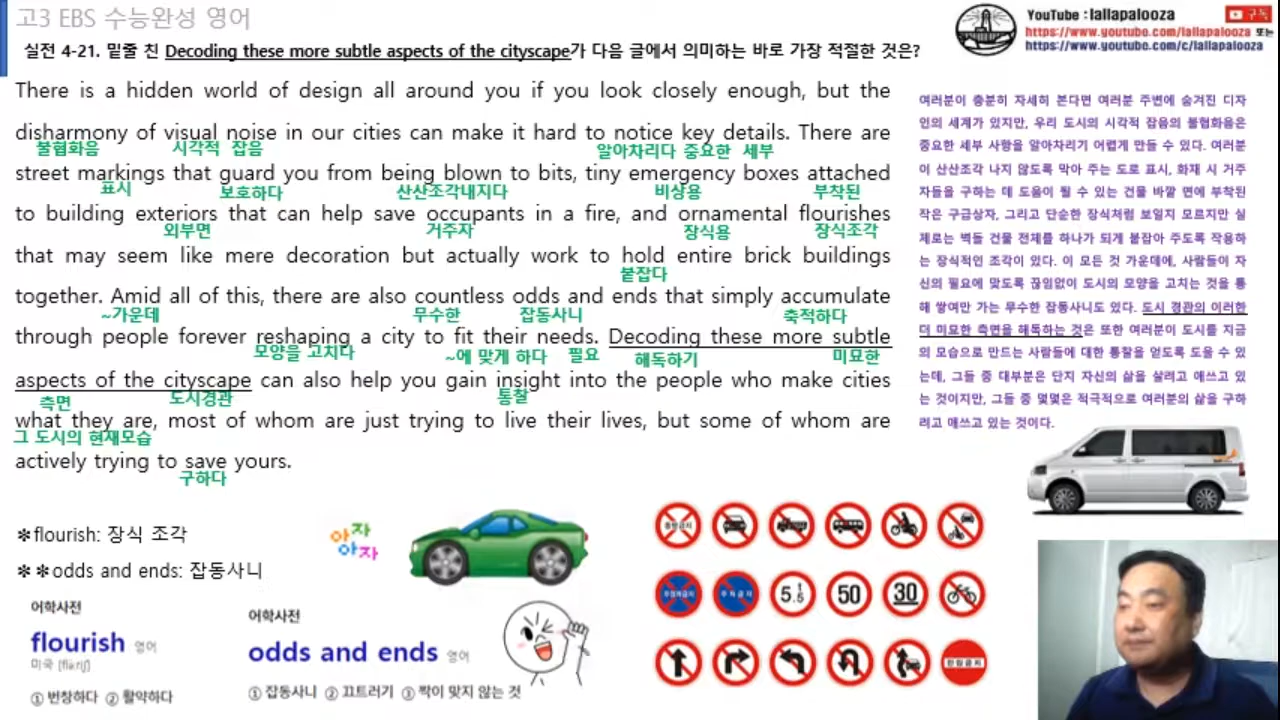 고3 EBS 수능완성 영어
YouTube : lallapalooza
구독
https://www.youtube.com/lallapalooza 또는
https://www.youtube.com/c/lallapalooza
실전 4-21. 밑줄 친 Decoding these more subtle aspects of the cityscape가 다음 글에서 의미하는 바로 가장 적절한 것은?
There is a hidden world of design all around you if you look closely enough, but the
disharmony of visual noise in our cities can make it hard to notice key details. There are
불협화음 시각적 잡음 알아차리다 중요한 세부
street markings that guard you from being blown to bits, tiny emergency boxes attached
표시 보호하다 산산조각내지다 비상용 부착된
to building exteriors that can help save occupants in a fire, and ornamental flourishes
외부면 거주자 장식용 장식조각
that may seem like mere decoration but actually work to hold entire brick buildings
붙잡다
together. Amid all of this, there are also countless odds and ends that simply accumulate
~가운데 무수한 잡동사니 축적하다
through people forever reshaping a city to fit their needs. Decoding these more subtle
모양을 고치다 ~에 맞게 하다 필요 해독하기 미묘한
aspects of the cityscape can also help you gain insight into the people who make cities
측면 도시경관 통찰
what they are, most of whom are just trying to live their lives, but some of whom are
그 도시의 현재모습
actively trying to save yours.
구하다
여러분이 충분히 자세히 본다면 여러분 주변에 숨겨진 디자
인의 세계가 있지만, 우리 도시의 시각적 잡음의 불협화음은
중요한 세부 사항을 알아차리기 어렵게 만들 수 있다. 여러분
이 산산조각 나지 않도록 막아 주는 도로 표시, 화재 시 거주
자들을 구하는 데 도움이 될 수 있는 건물 바깥 면에 부착된
작은 구급상자, 그리고 단순한 장식처럼 보일지 모르지만 실
제로는 벽돌 건물 전체를 하나가 되게 붙잡아 주도록 작용하
는 장식적인 조각이 있다. 이 모든 것 가운데에, 사람들이 자
신의 필요에 맞도록 끊임없이 도시의 모양을 고치는 것을 통
해 쌓여만 가는 무수한 잡동사니도 있다. 도시 경관의 이러한
더 미묘한 측면을 해독하는 것은 또한 여러분이 도시를 지금
의 모습으로 만드는 사람들에 대한 통찰을 얻도록 도울 수 있
는데, 그들 중 대부분은 단지 자신의 삶을 살려고 애쓰고 있
는 것이지만, 그들 중 몇몇은 적극적으로 여러분의 삶을 구하
려고 애쓰고 있는 것이다.
＊flourish: 장식 조각
＊＊odds and ends: 잡동사니
아자
아자
어학사전
flourish 영어
미국
① 번창하다 ② 활약하다
어학사전
odds and ends 영어
① 잡동사니 ② 끄트러기 ③ 짝이 맞지 않는 것
통행금지
주정차금지 주차금지 5.1 50 30
진입금지